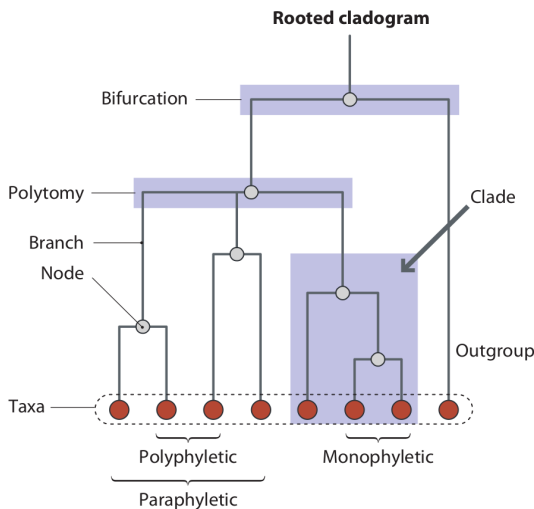 Rooted cladogram
Bifurcation
Polytomy
Clade
Branch
Node
Outgroup
Taxa
Polyphyletic
Monophyletic
Paraphyletic